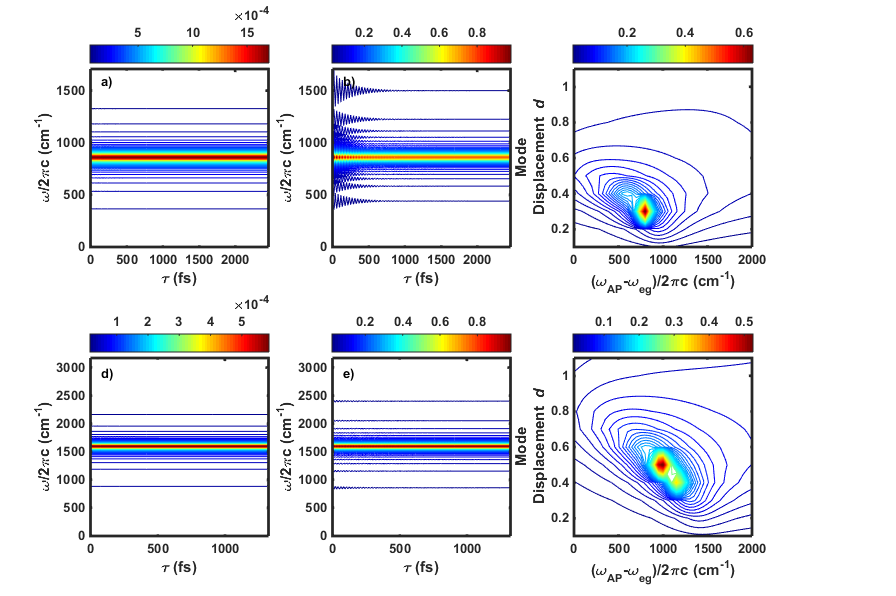 ×10⁻⁴
5 10 15
0.2 0.4 0.6 0.8
0.2 0.4 0.6
a)
b)
1500
1000
500
0
ω/2πc (cm⁻¹)
0 500 1000 1500 2000
τ (fs)
1500
1000
500
0
ω/2πc (cm⁻¹)
0 500 1000 1500 2000
τ (fs)
Mode
Displacement d
1
0.8
0.6
0.4
0.2
0 500 1000 1500 2000
(ω_AP-ω_eg)/2πc (cm⁻¹)
×10⁻⁴
1 2 3 4 5
0.2 0.4 0.6 0.8
0.1 0.2 0.3 0.4 0.5
d)
e)
3000
2500
2000
1500
1000
500
0
ω/2πc (cm⁻¹)
0 500 1000
τ (fs)
3000
2500
2000
1500
1000
500
0
ω/2πc (cm⁻¹)
0 500 1000
τ (fs)
Mode
Displacement d
1
0.8
0.6
0.4
0.2
0 500 1000 1500 2000
(ω_AP-ω_eg)/2πc (cm⁻¹)